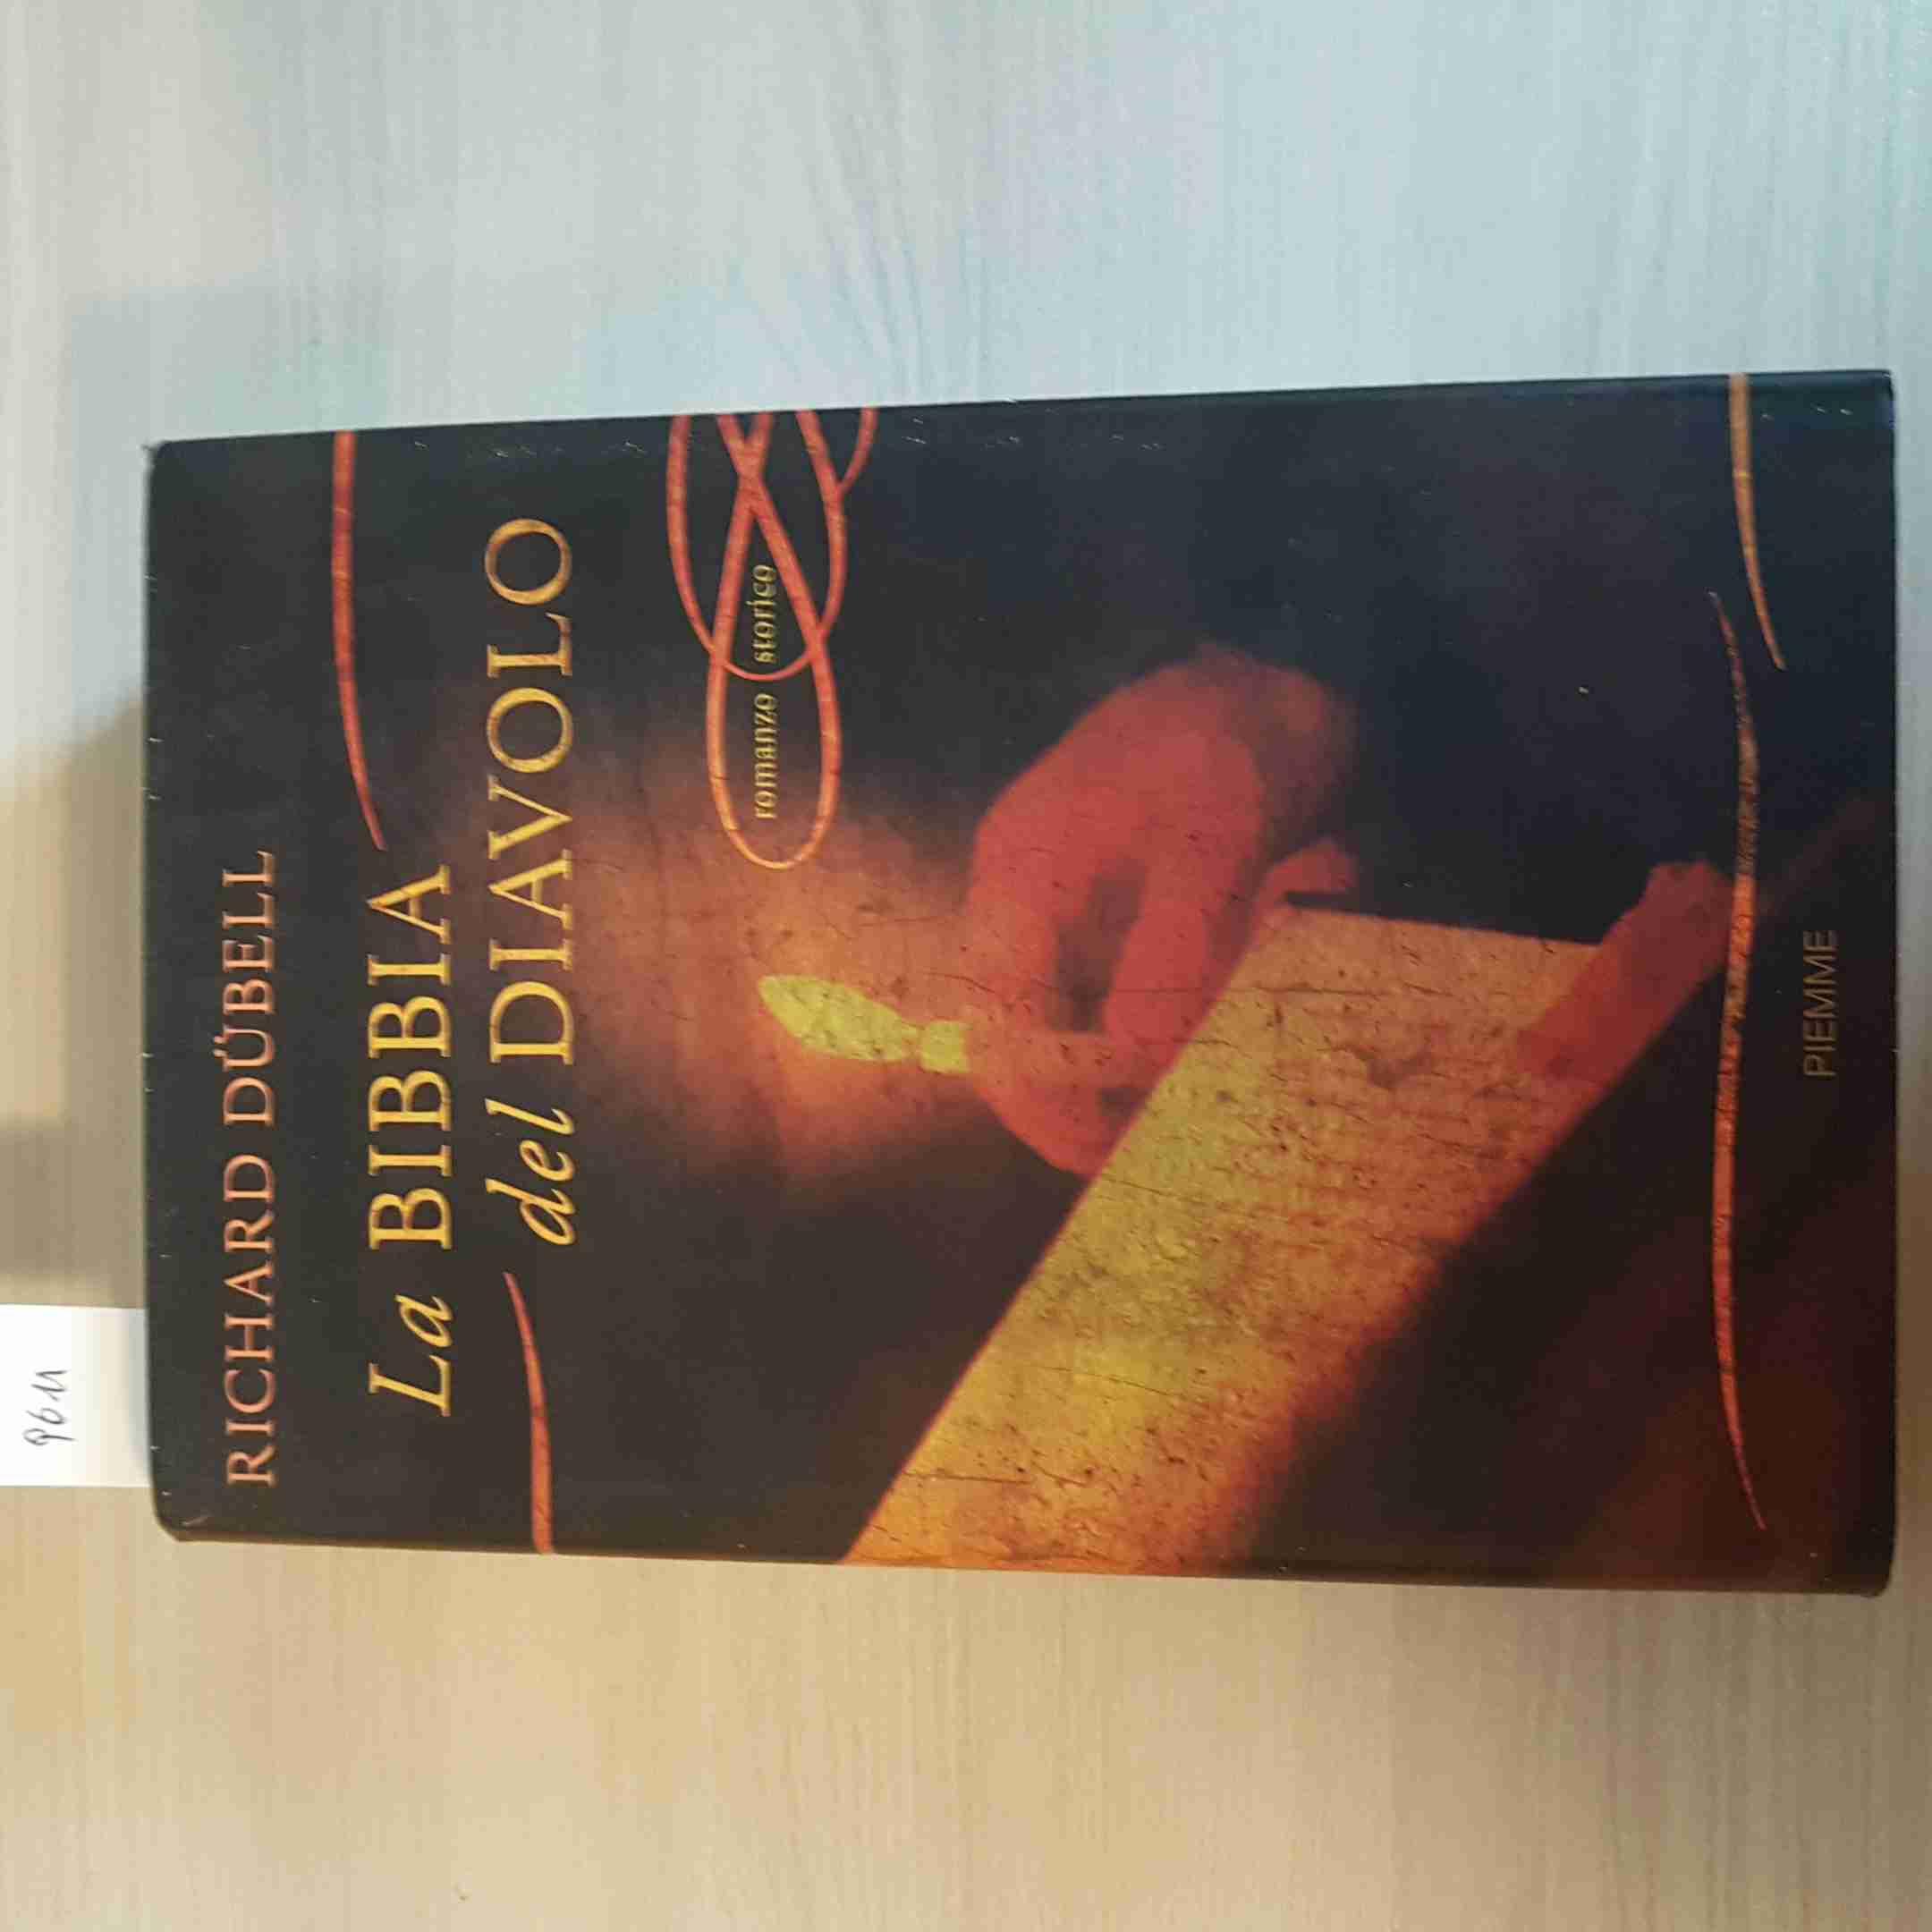 9611
RICHARD DÜBELL
La BIBBIA
del DIAVOLO
romanzo storico
PIEMME